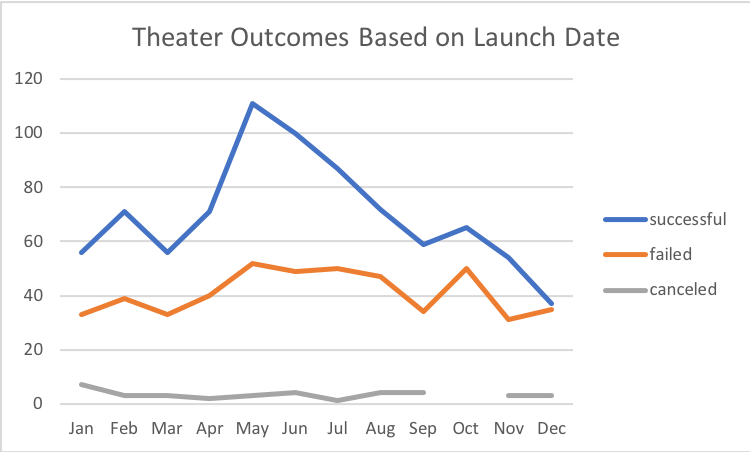 Theater Outcomes Based on Launch Date
120
100
80
60
40
20
0
Jan Feb Mar Apr May Jun Jul Aug Sep Oct Nov Dec
successful
failed
canceled